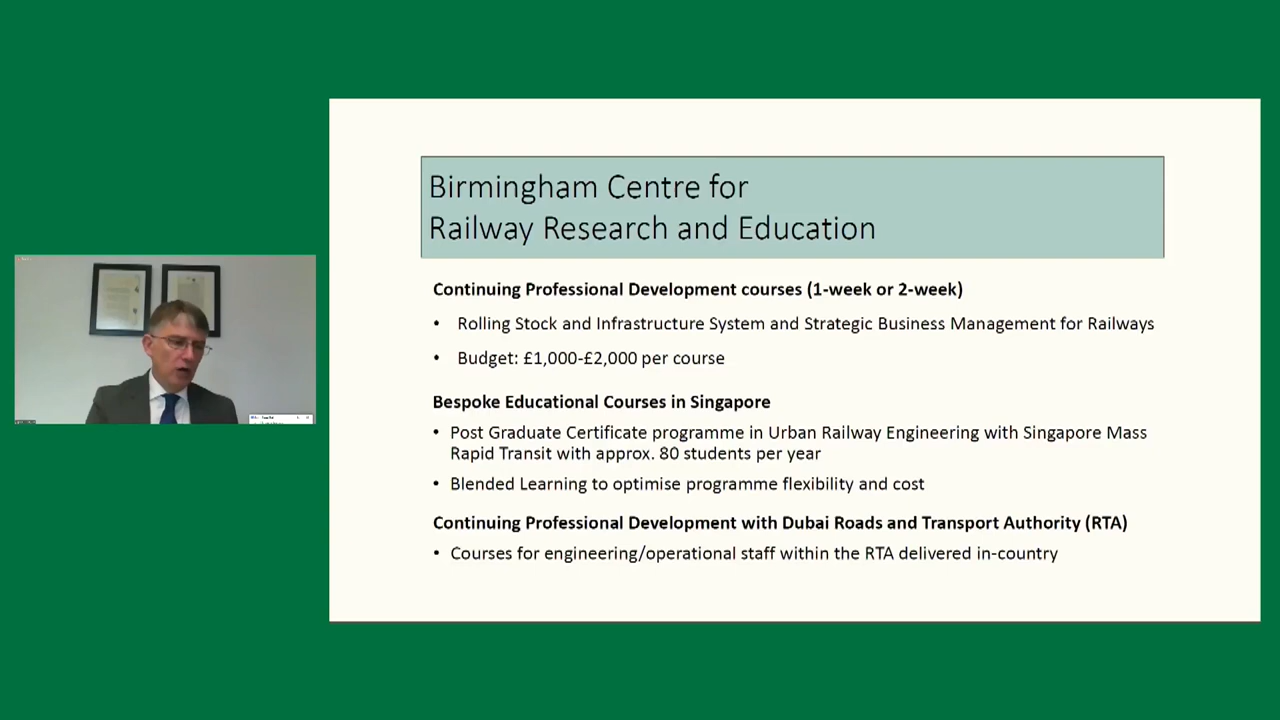 Birmingham Centre for
Railway Research and Education
Continuing Professional Development courses (1-week or 2-week)
• Rolling Stock and Infrastructure System and Strategic Business Management for Railways
• Budget: £1,000-£2,000 per course
Bespoke Educational Courses in Singapore
• Post Graduate Certificate programme in Urban Railway Engineering with Singapore Mass
Rapid Transit with approx. 80 students per year
• Blended Learning to optimise programme flexibility and cost
Continuing Professional Development with Dubai Roads and Transport Authority (RTA)
• Courses for engineering/operational staff within the RTA delivered in-country